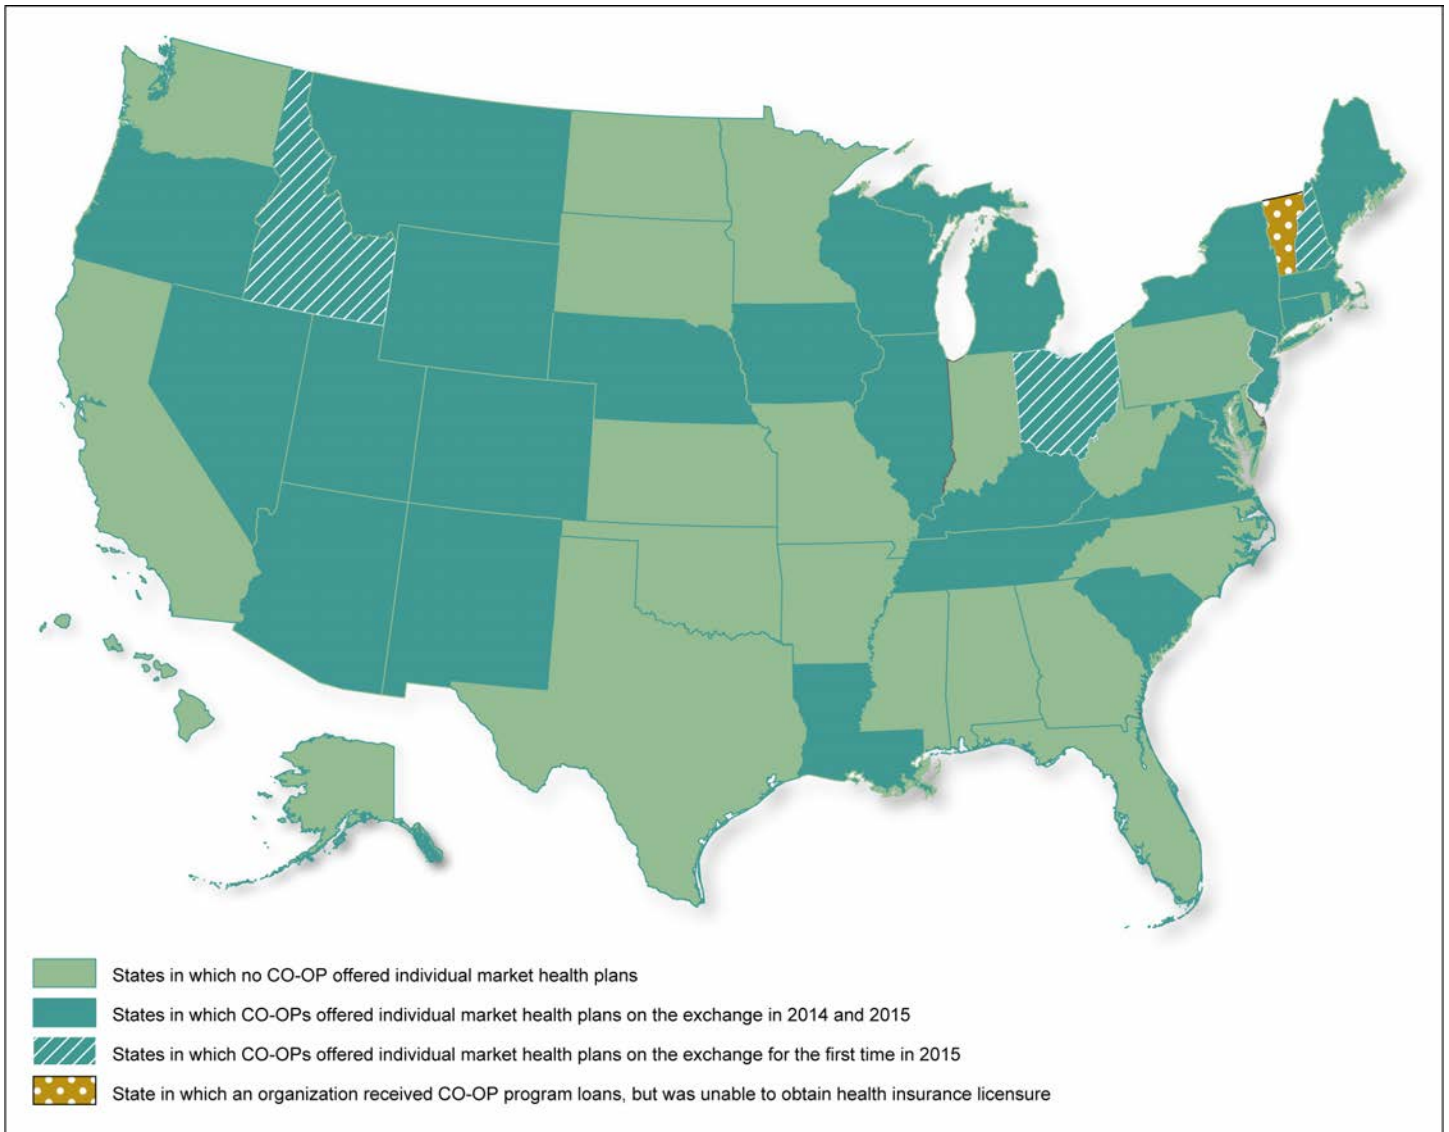 States in which no CO-OP offered individual market health plans
States in which CO-OPs offered individual market health plans on the exchange in 2014 and 2015
States in which CO-OPs offered individual market health plans on the exchange for the first time in 2015
State in which an organization received CO-OP program loans, but was unable to obtain health insurance licensure